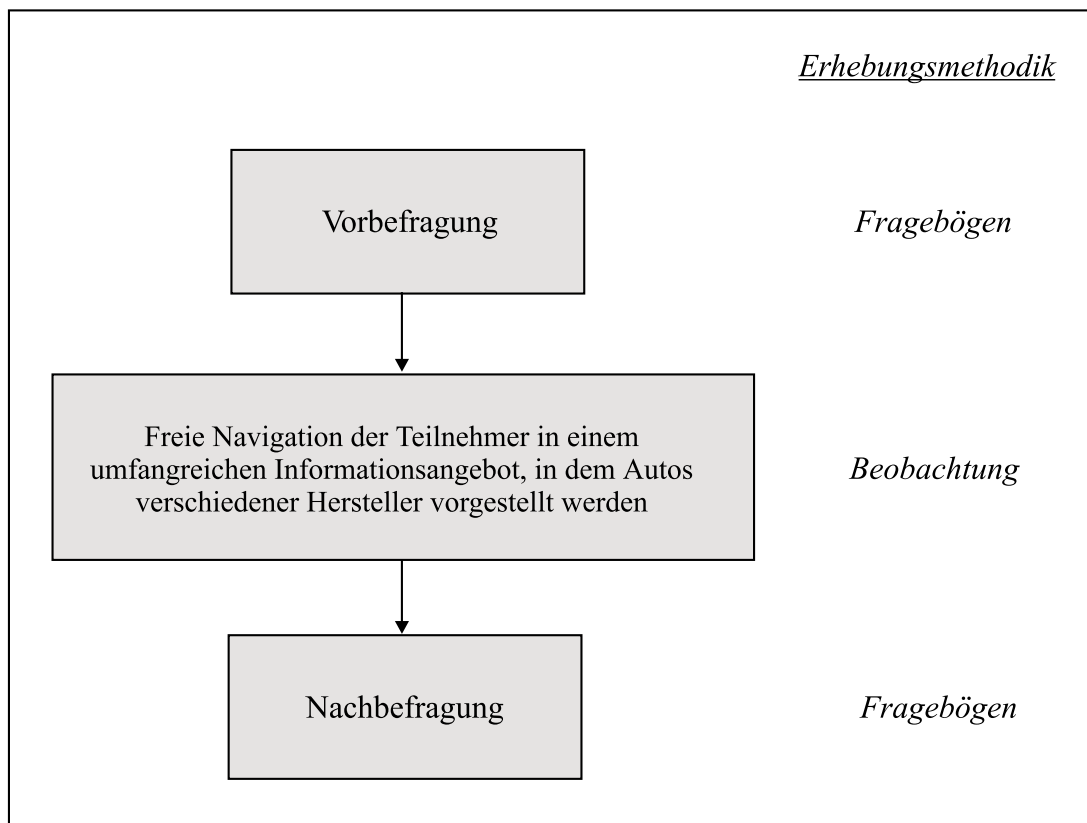 Erhebungsmethodik
Vorbefragung
Fragebögen
Freie Navigation der Teilnehmer in einem
umfangreichen Informationsangebot, in dem Autos
verschiedener Hersteller vorgestellt werden
Beobachtung
Nachbefragung
Fragebögen